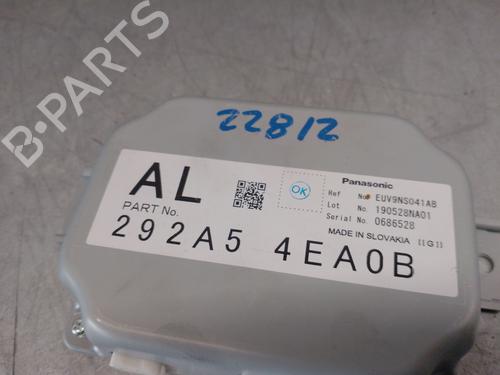 22812
B-PARTS
AL
OK
Panasonic
Ref No. EUV9NS041AB
Lot No. 190528NA01
Serial No. 0686528
PART No.
MADE IN SLOVAKIA [[G]]
292A5 4EA0B